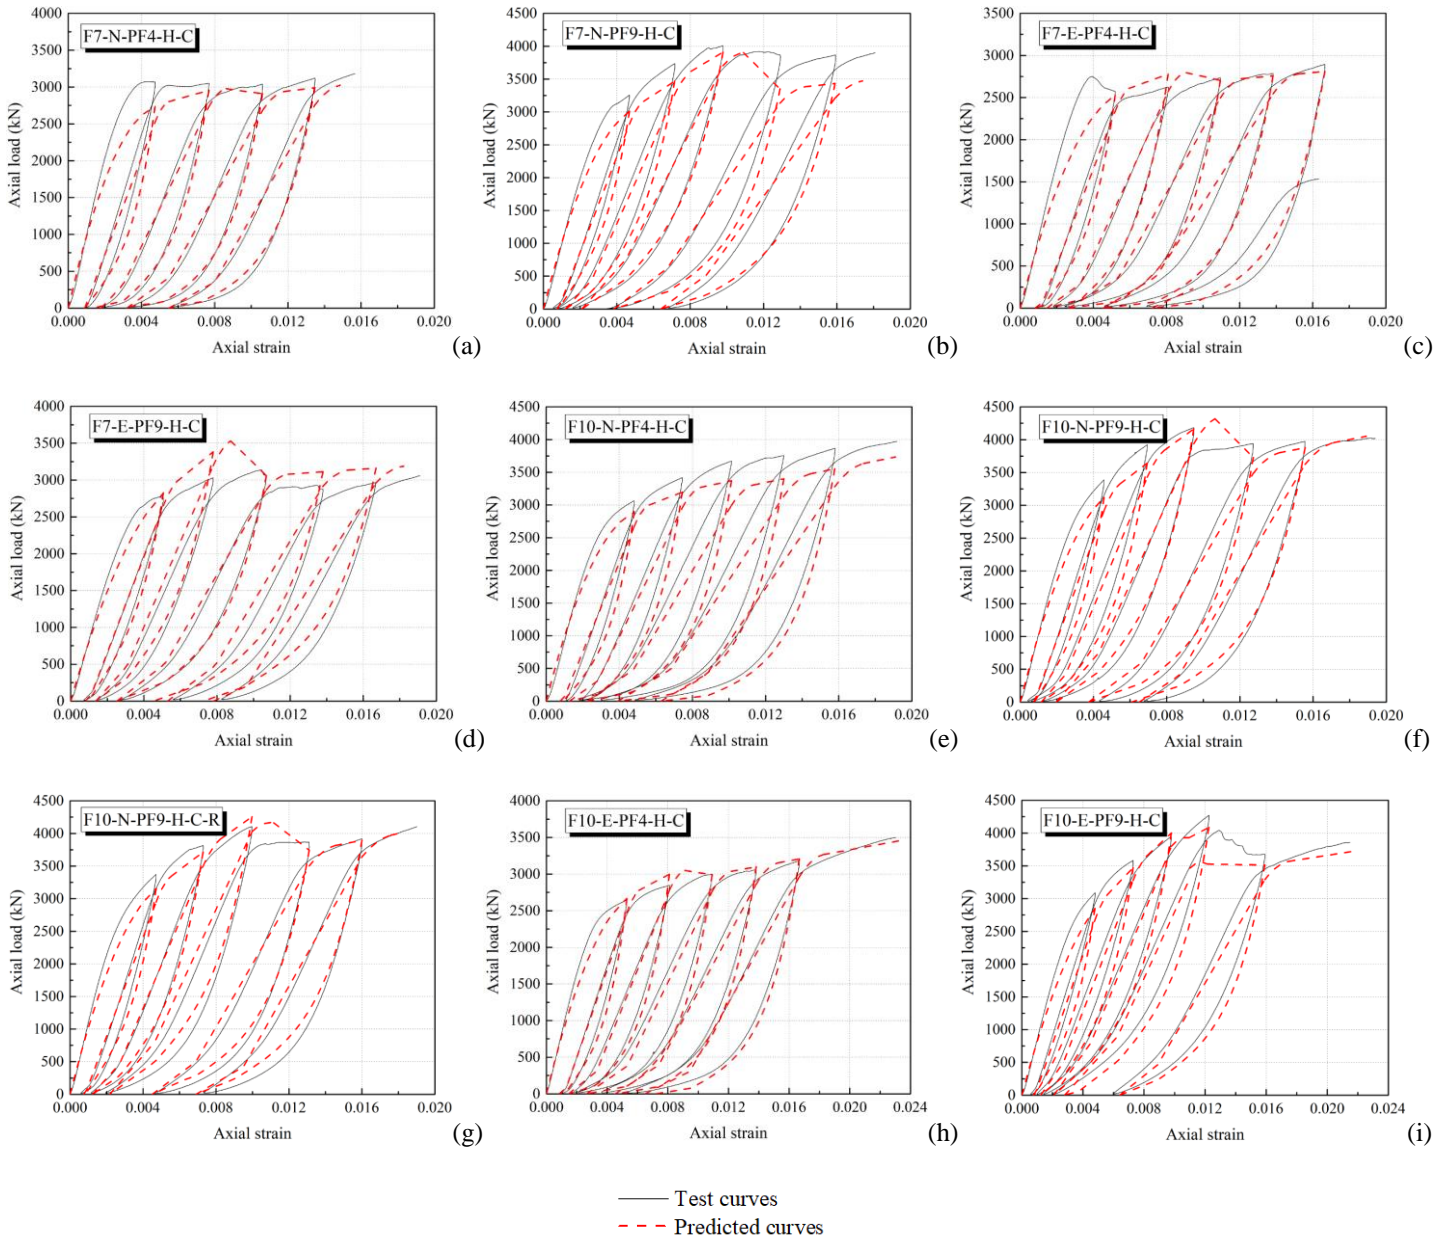 F7-N-PF4-H-C
Axial load (kN)
4000
3500
3000
2500
2000
1500
1000
500
0
0.000 0.004 0.008 0.012 0.016 0.020
Axial strain
(a)
F7-N-PF9-H-C
Axial load (kN)
4500
4000
3500
3000
2500
2000
1500
1000
500
0
0.000 0.004 0.008 0.012 0.016 0.020
Axial strain
(b)
F7-E-PF4-H-C
Axial load (kN)
3500
3000
2500
2000
1500
1000
500
0
0.000 0.004 0.008 0.012 0.016 0.020
Axial strain
(c)
F7-E-PF9-H-C
Axial load (kN)
4000
3500
3000
2500
2000
1500
1000
500
0
0.000 0.004 0.008 0.012 0.016 0.020
Axial strain
(d)
F10-N-PF4-H-C
Axial load (kN)
4500
4000
3500
3000
2500
2000
1500
1000
500
0
0.000 0.004 0.008 0.012 0.016 0.020
Axial strain
(e)
F10-N-PF9-H-C
Axial load (kN)
4500
4000
3500
3000
2500
2000
1500
1000
500
0
0.000 0.004 0.008 0.012 0.016 0.020
Axial strain
(f)
F10-N-PF9-H-C-R
Axial load (kN)
4500
4000
3500
3000
2500
2000
1500
1000
500
0
0.000 0.004 0.008 0.012 0.016 0.020
Axial strain
(g)
F10-E-PF4-H-C
Axial load (kN)
4000
3500
3000
2500
2000
1500
1000
500
0
0.000 0.004 0.008 0.012 0.016 0.020 0.024
Axial strain
(h)
F10-E-PF9-H-C
Axial load (kN)
4500
4000
3500
3000
2500
2000
1500
1000
500
0
0.000 0.004 0.008 0.012 0.016 0.020 0.024
Axial strain
(i)
Test curves
Predicted curves